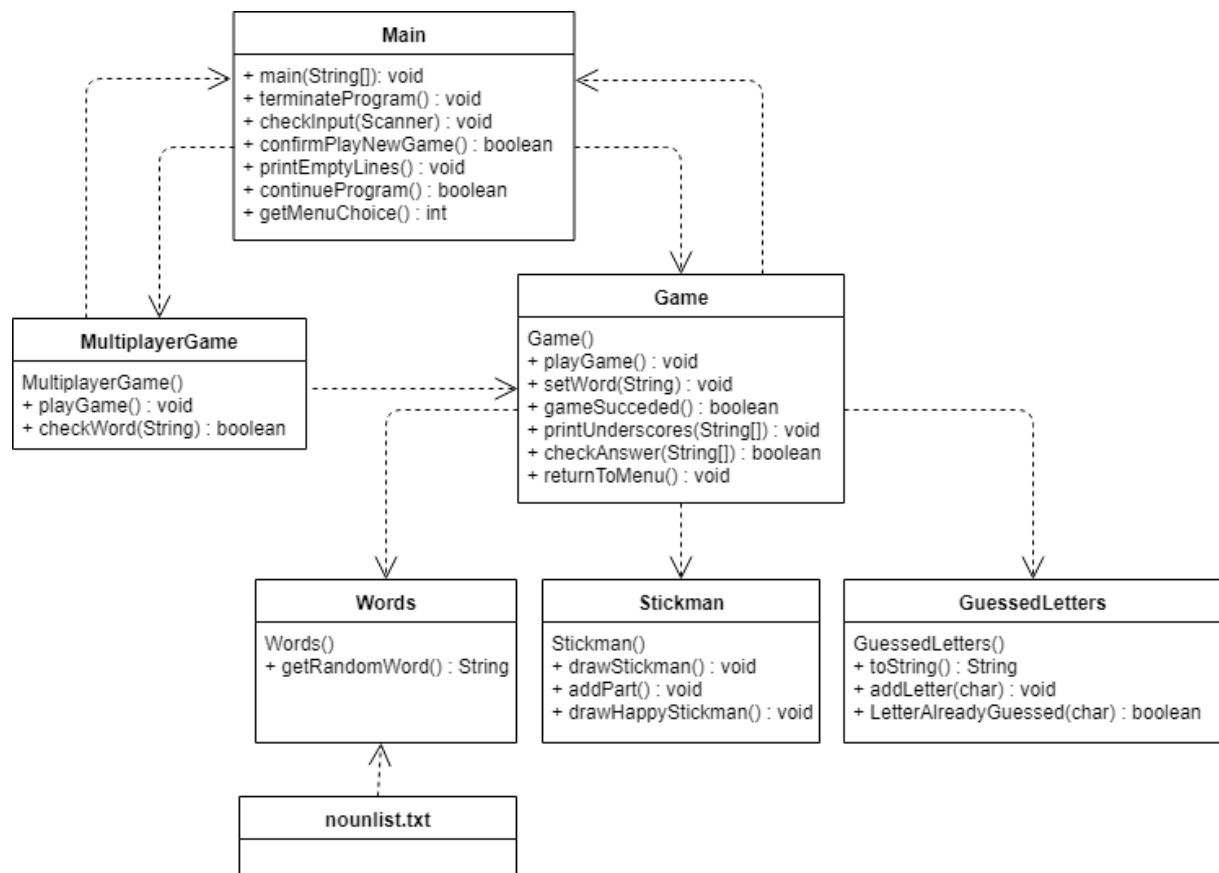 Main
+ main(String[]): void
+ terminateProgram() : void
+ checkInput(Scanner) : void
+ confirmPlayNewGame() : boolean
+ printEmptyLines() : void
+ continueProgram() : boolean
+ getMenuChoice() : int
MultiplayerGame
MultiplayerGame()
+ playGame() : void
+ checkWord(String) : boolean
Game
Game()
+ playGame() : void
+ setWord(String) : void
+ gameSucceded() : boolean
+ printUnderscores(String[]) : void
+ checkAnswer(String[]) : boolean
+ returnToMenu() : void
Words
Words()
+ getRandomWord() : String
Stickman
Stickman()
+ drawStickman() : void
+ addPart() : void
+ drawHappyStickman() : void
GuessedLetters
GuessedLetters()
+ toString() : String
+ addLetter(char) : void
+ LetterAlreadyGuessed(char) : boolean
nounlist.txt